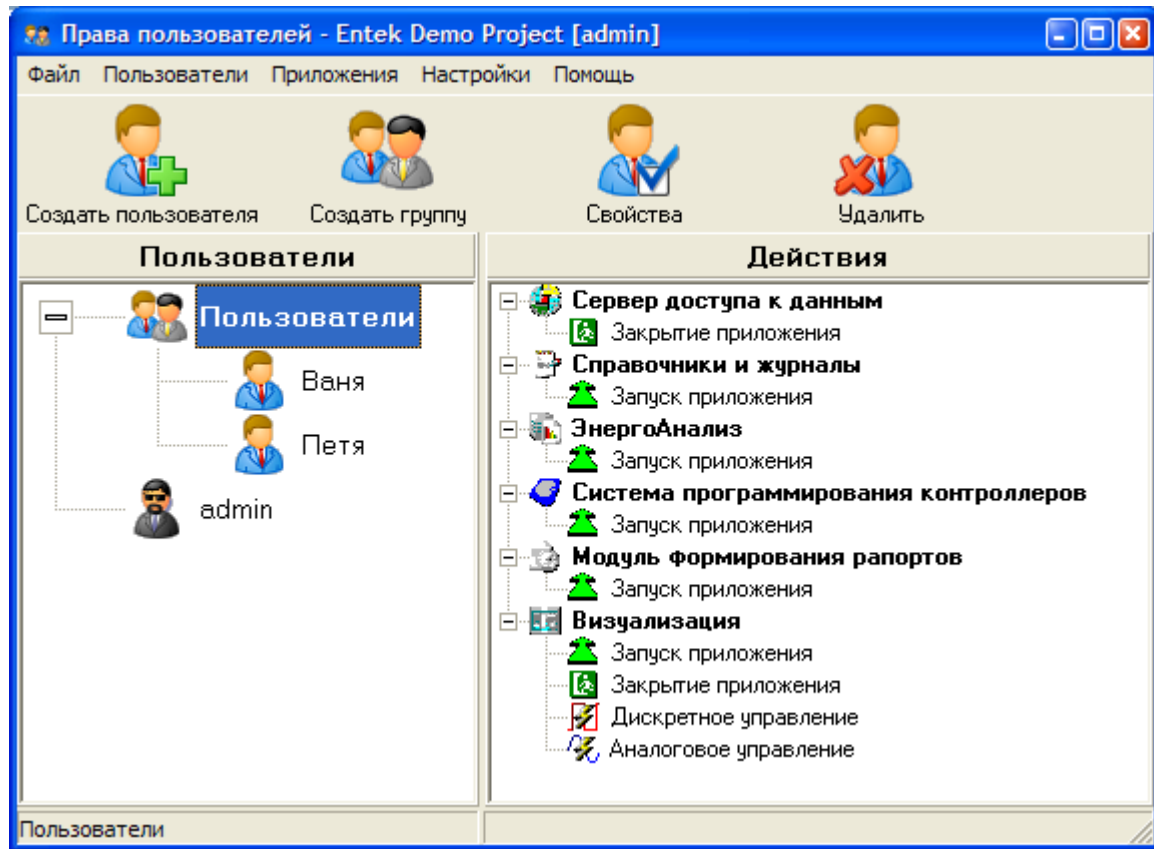 Права пользователей - Entek Demo Project [admin]
Файл Пользователи Приложения Настройки Помощь
Создать пользователя Создать группу Свойства Удалить
Пользователи Действия
Пользователи
Ваня
Петя
admin
Сервер доступа к данным
Закрытие приложения
Справочники и журналы
Запуск приложения
ЭнергоАнализ
Запуск приложения
Система программирования контроллеров
Запуск приложения
Модуль формирования рапортов
Запуск приложения
Визуализация
Запуск приложения
Закрытие приложения
Дискретное управление
Аналоговое управление
Пользователи